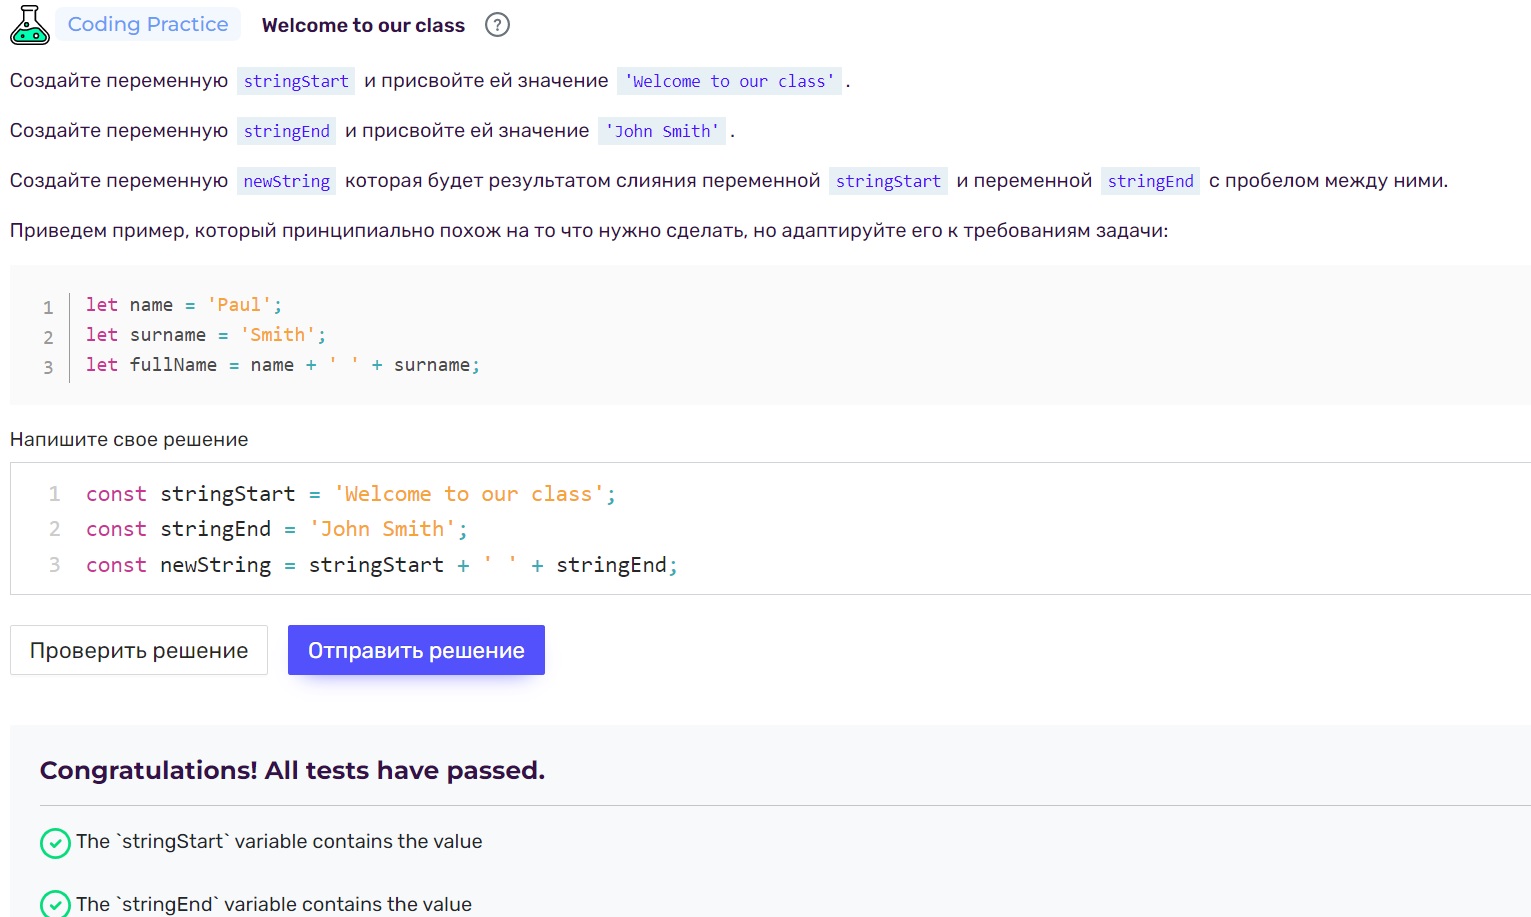 Coding Practice Welcome to our class ?
Создайте переменную stringStart и присвойте ей значение 'Welcome to our class' .
Создайте переменную stringEnd и присвойте ей значение 'John Smith' .
Создайте переменную newString которая будет результатом слияния переменной stringStart и переменной stringEnd с пробелом между ними.
Приведем пример, который принципиально похож на то что нужно сделать, но адаптируйте его к требованиям задачи:
1 let name = 'Paul';
2 let surname = 'Smith';
3 let fullName = name + ' ' + surname;
Напишите свое решение
1 const stringStart = 'Welcome to our class';
2 const stringEnd = 'John Smith';
3 const newString = stringStart + ' ' + stringEnd;
Проверить решение Отправить решение
Congratulations! All tests have passed.
The `stringStart` variable contains the value
The `stringEnd` variable contains the value